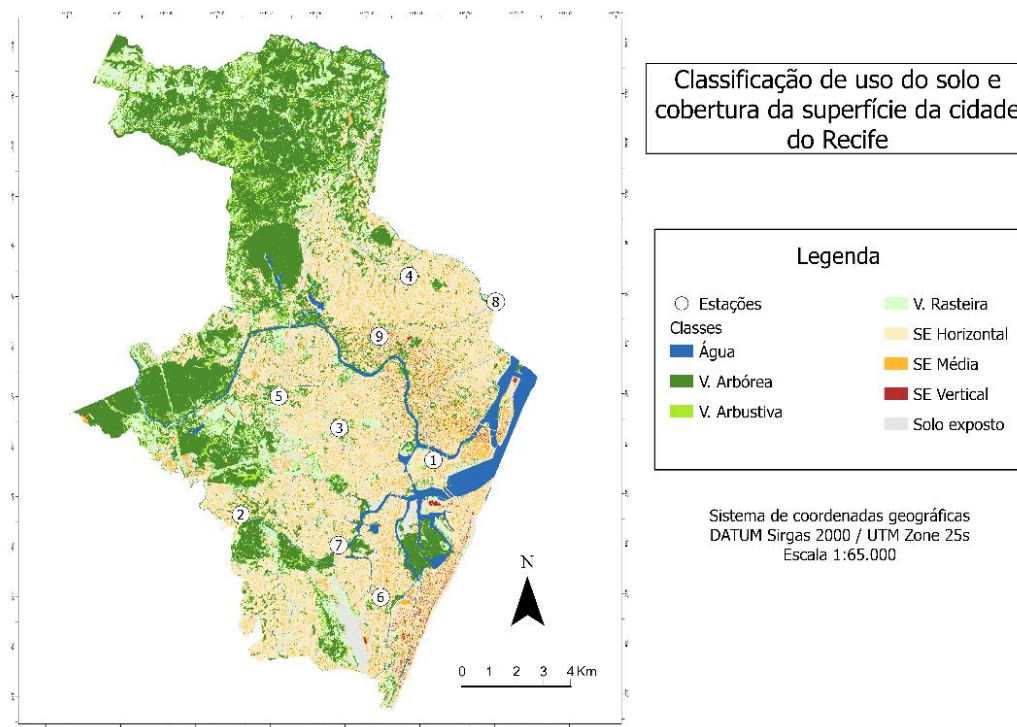 Classificação de uso do solo e
cobertura da superfície da cidade
do Recife
Legenda
Estações
Classes
Água
V. Arbórea
V. Arbustiva
V. Rasteira
SE Horizontal
SE Média
SE Vertical
Solo exposto
4
8
9
5
3
1
2
7
6
N
0 1 2 3 4 Km
Sistema de coordenadas geográficas
DATUM Sirgas 2000 / UTM Zone 25s
Escala 1:65.000